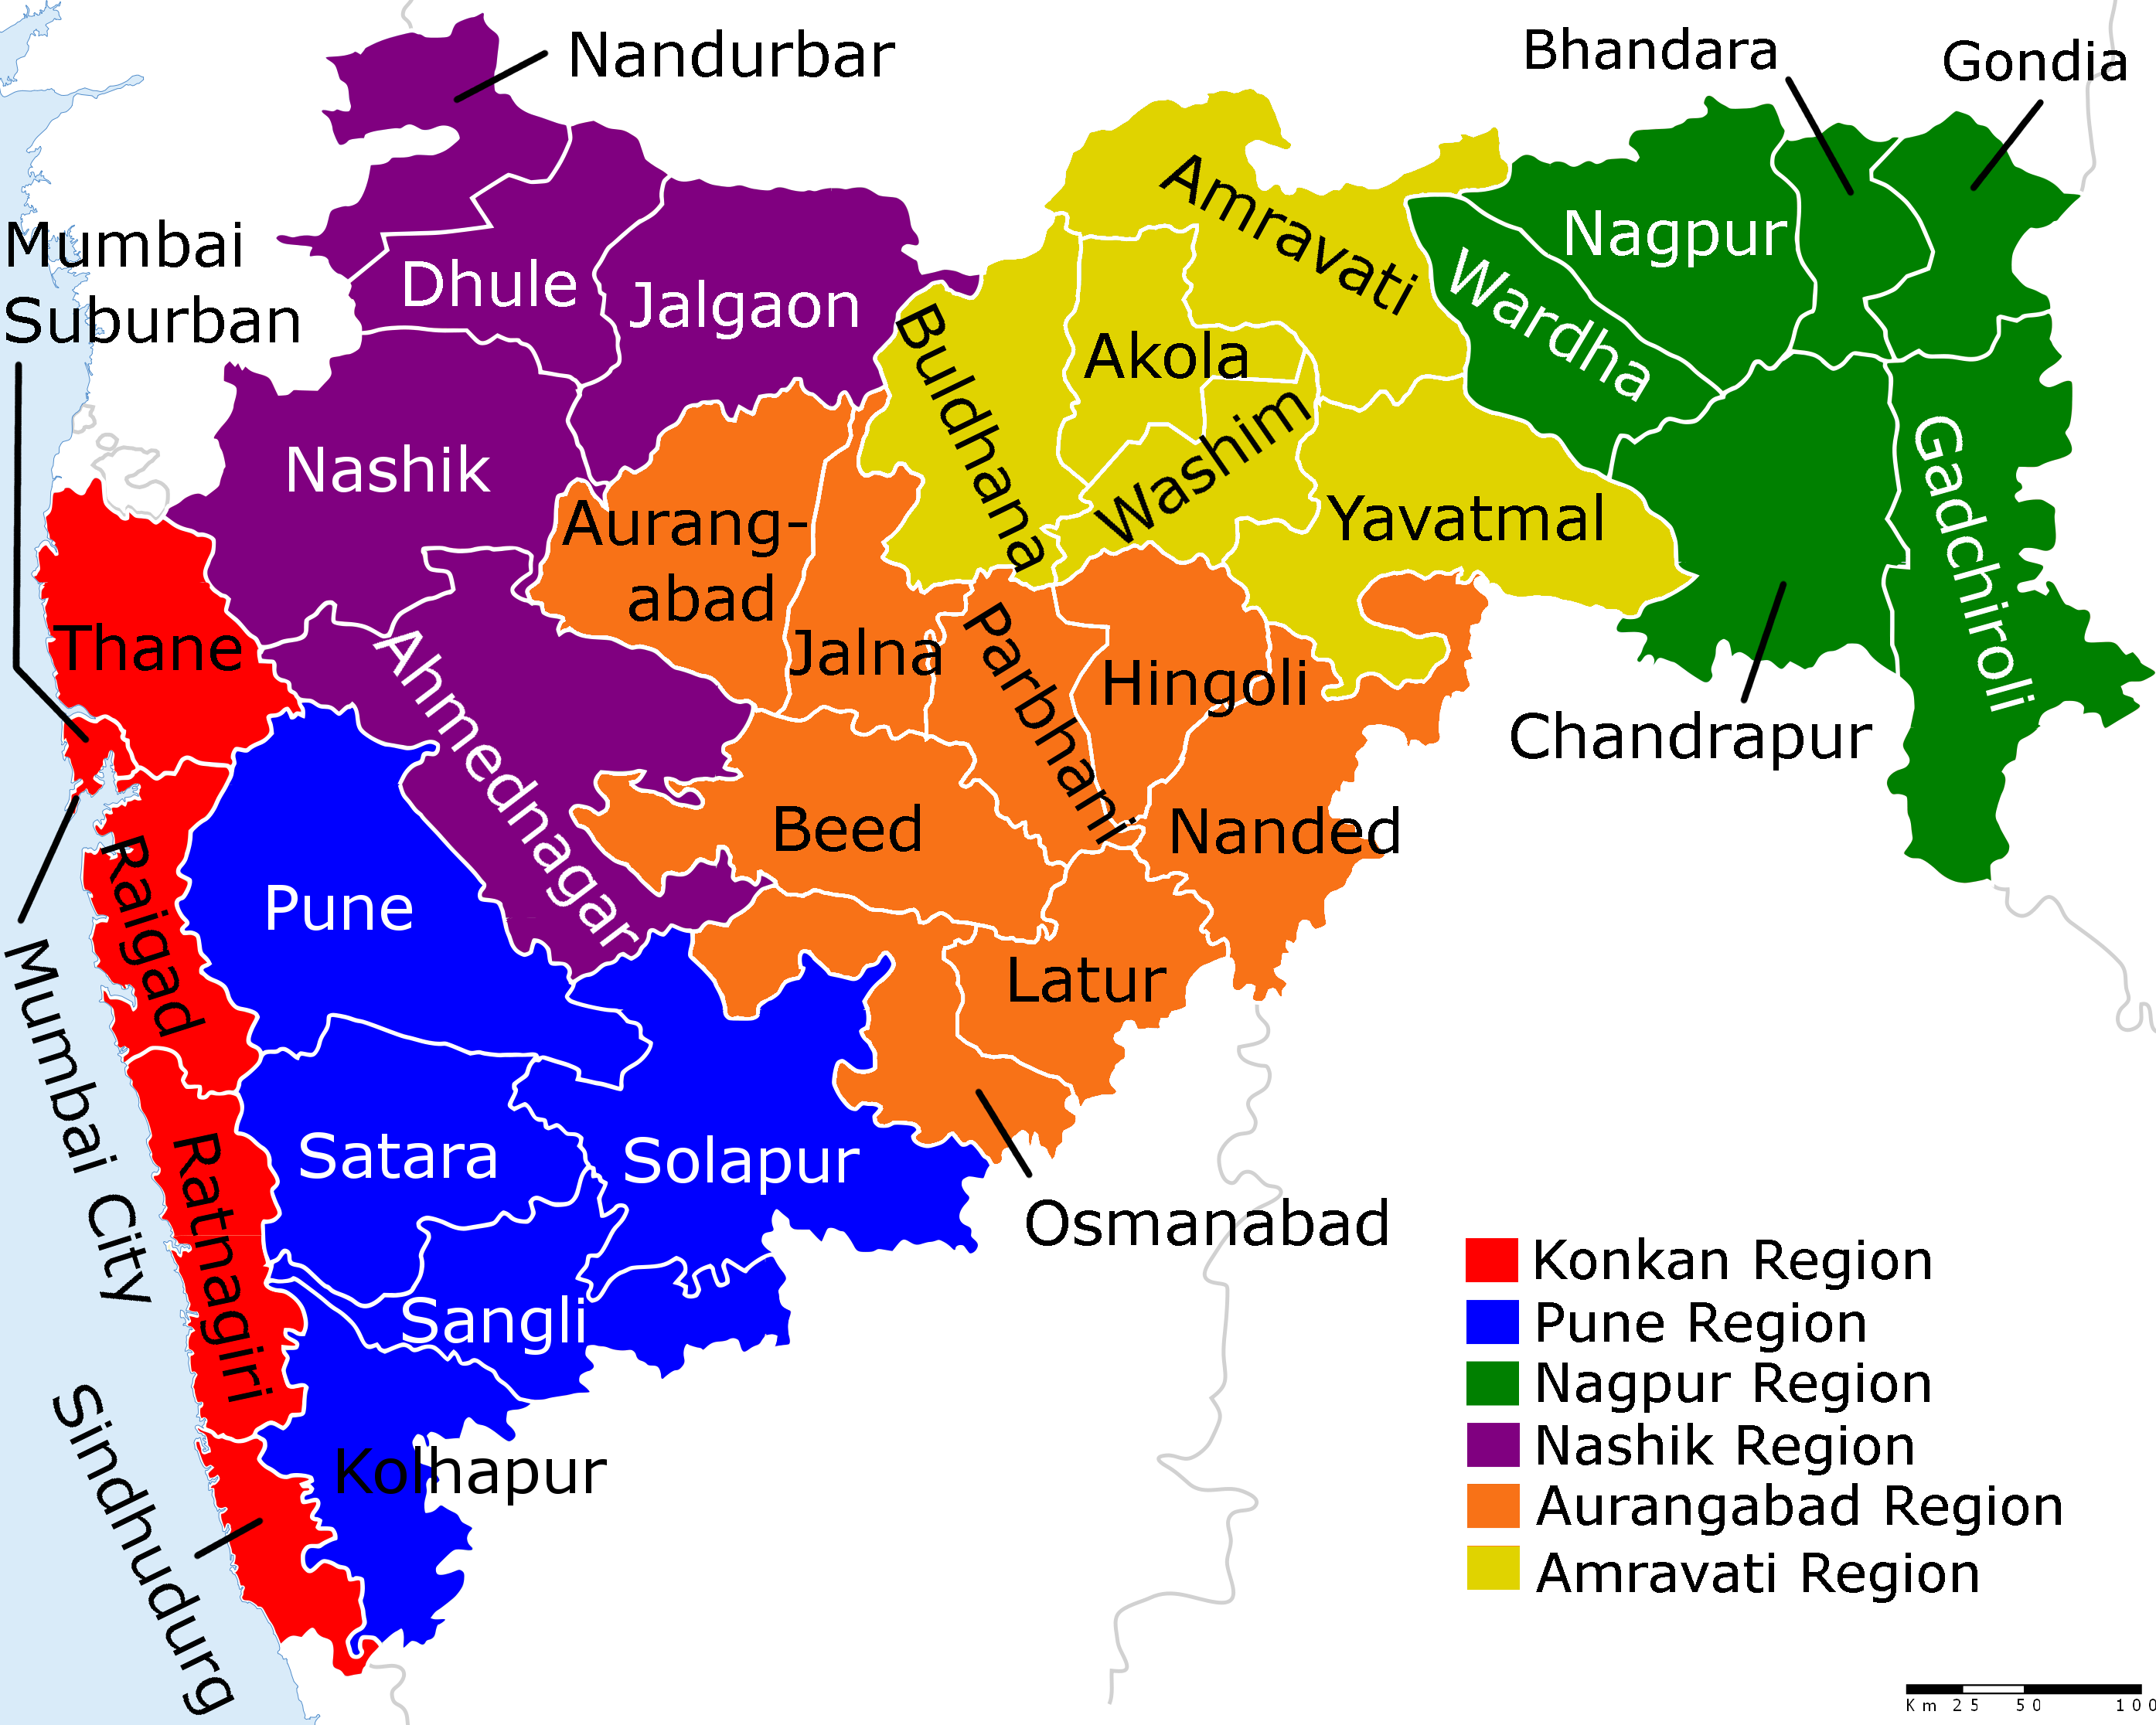 Nandurbar
Bhandara
Gondia
Mumbai
Suburban
Dhule
Jalgaon
Amravati
Nagpur
Wardha
Buldhana
Akola
Washim
Nashik
Aurang-
abad
Yavatmal
Gadchiroli
Thane
Ahmednagar
Jalna
Parbhani
Hingoli
Chandrapur
Beed
Nanded
Raigad
Pune
Latur
Mumbai City
Satara
Solapur
Ratnagiri
Osmanabad
Sangli
Kolhapur
Sindhudurg
Konkan Region
Pune Region
Nagpur Region
Nashik Region
Aurangabad Region
Amravati Region
Km 25 50 100